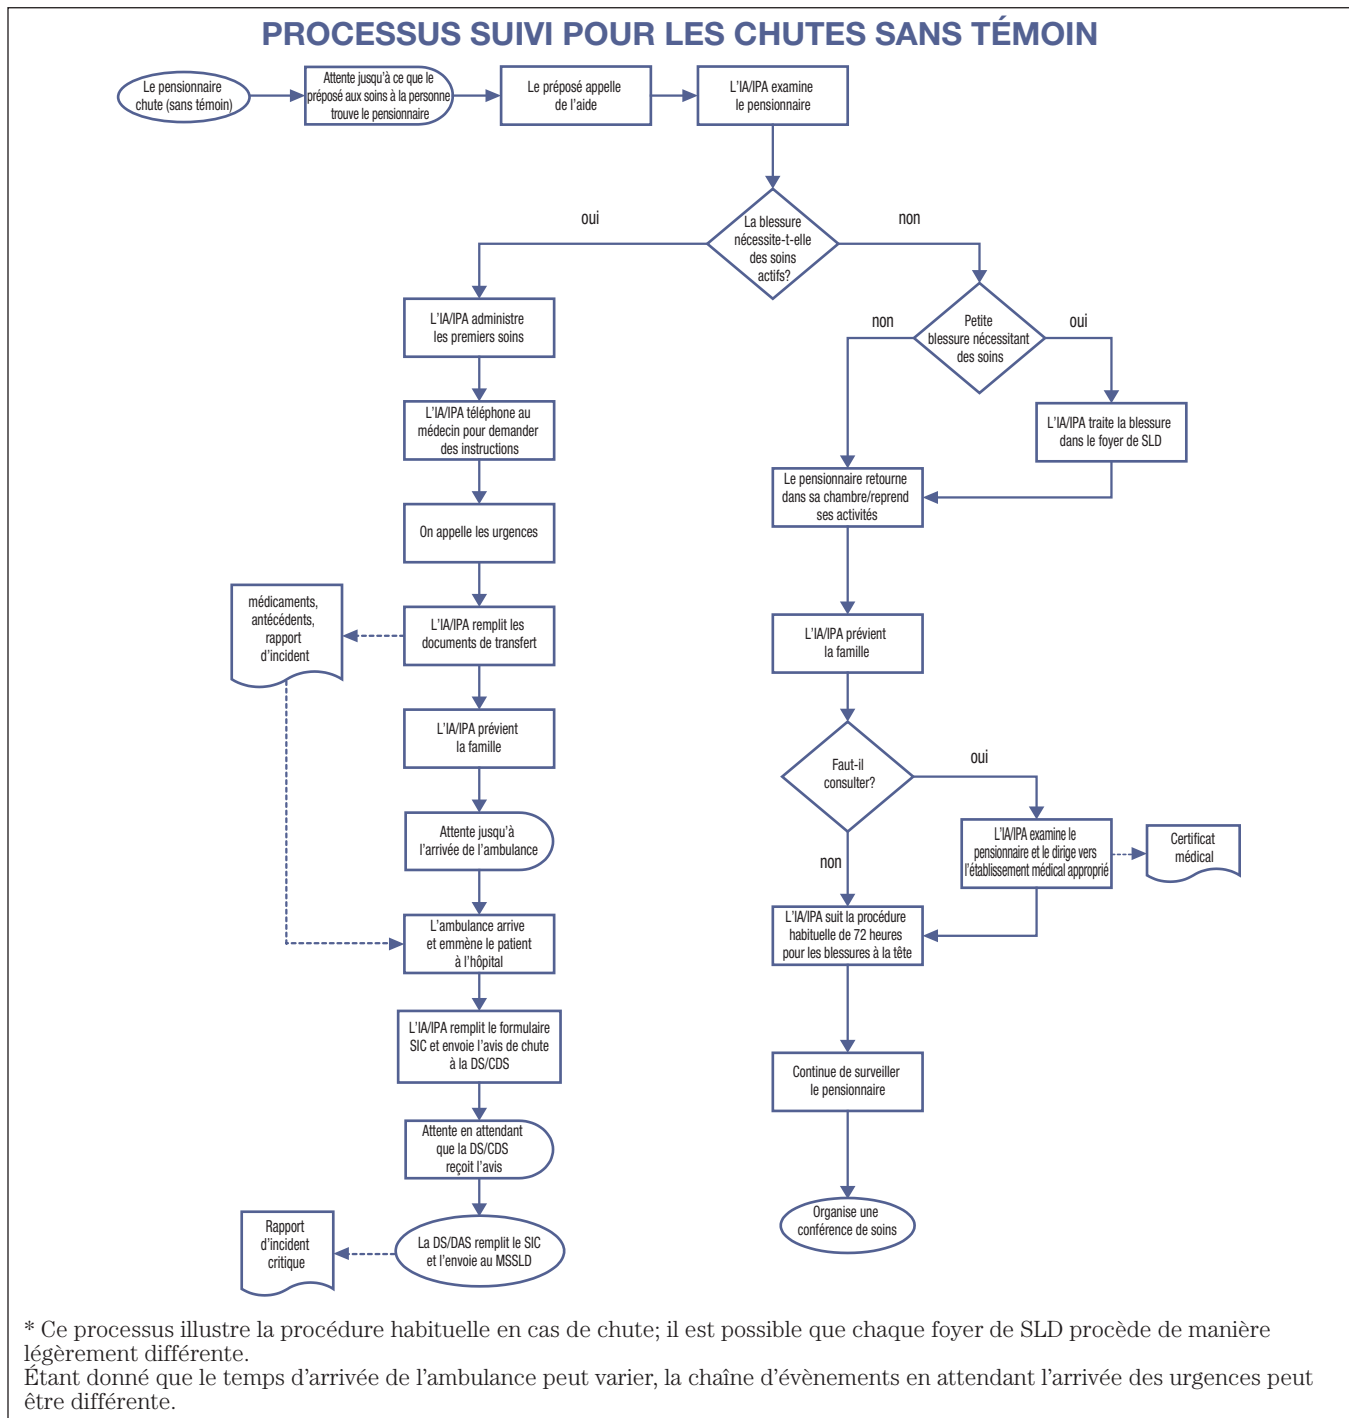 PROCESSUS SUIVI POUR LES CHUTES SANS TÉMOIN
Le pensionnaire
chute (sans témoin)
Attente jusqu'à ce que le
préposé aux soins à la personne
trouve le pensionnaire
Le préposé appelle
de l'aide
L'IA/IPA examine
le pensionnaire
La blessure
nécessite-t-elle
des soins
actifs?
oui
non
L'IA/IPA administre
les premiers soins
L'IA/IPA téléphone au
médecin pour demander
des instructions
On appelle les urgences
L'IA/IPA remplit les
documents de transfert
médicaments,
antécédents,
rapport
d'incident
L'IA/IPA prévient
la famille
Attente jusqu'à
l'arrivée de l'ambulance
L'ambulance arrive
et emmène le patient
à l'hôpital
L'IA/IPA remplit le formulaire
SIC et envoie l'avis de chute
à la DS/CDS
Attente en attendant
que la DS/CDS
reçoit l'avis
La DS/DAS remplit le SIC
et l'envoie au MSSLD
Rapport
d'incident
critique
Petite
blessure nécessitant
des soins
non
oui
L'IA/IPA traite la blessure
dans le foyer de SLD
Le pensionnaire retourne
dans sa chambre/reprend
ses activités
L'IA/IPA prévient
la famille
Faut-il
consulter?
oui
non
L'IA/IPA examine le
pensionnaire et le dirige vers
l'établissement médical approprié
Certificat
médical
L'IA/IPA suit la procédure
habituelle de 72 heures
pour les blessures à la tête
Continue de surveiller
le pensionnaire
Organise une
conférence de soins
* Ce processus illustre la procédure habituelle en cas de chute; il est possible que chaque foyer de SLD procède de manière
légèrement différente.
Étant donné que le temps d'arrivée de l'ambulance peut varier, la chaîne d'évènements en attendant l'arrivée des urgences peut
être différente.